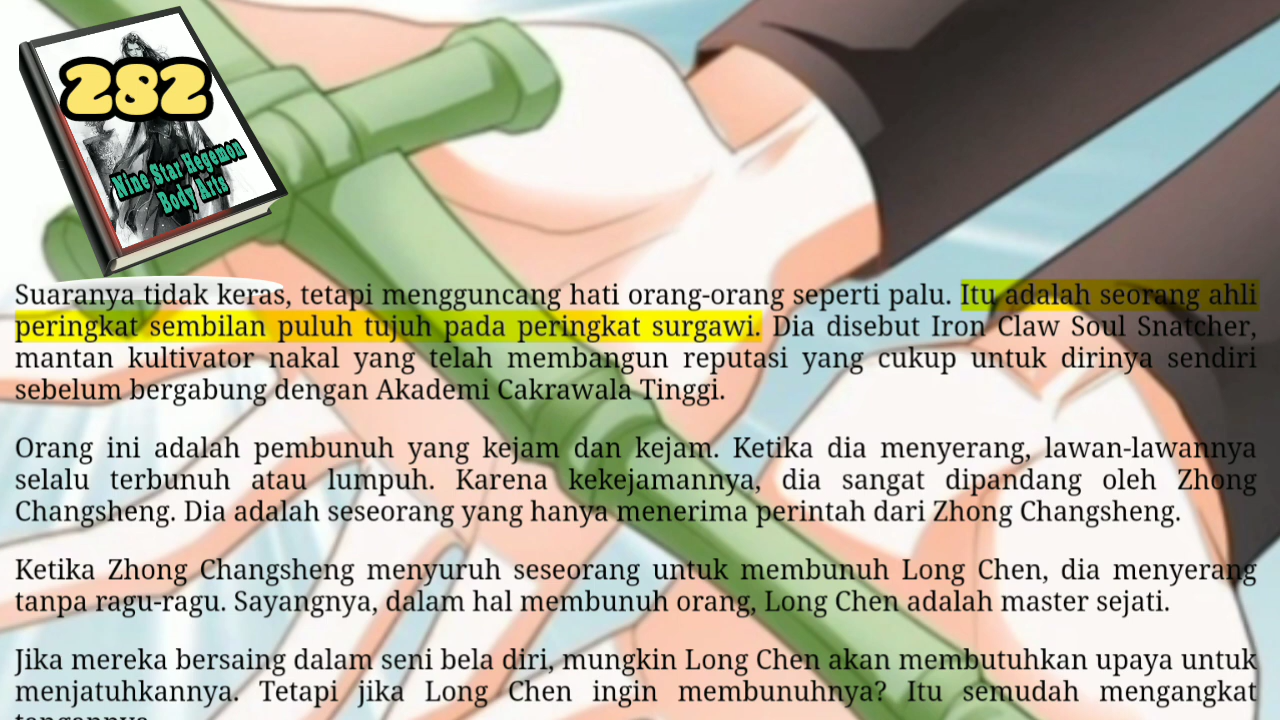 282
Nine Star Hegemon
Body Arts
Suaranya tidak keras, tetapi mengguncang hati orang-orang seperti palu. Itu adalah seorang ahli
peringkat sembilan puluh tujuh pada peringkat surgawi. Dia disebut Iron Claw Soul Snatcher,
mantan kultivator nakal yang telah membangun reputasi yang cukup untuk dirinya sendiri
sebelum bergabung dengan Akademi Cakrawala Tinggi.
Orang ini adalah pembunuh yang kejam dan kejam. Ketika dia menyerang, lawan-lawannya
selalu terbunuh atau lumpuh. Karena kekejamannya, dia sangat dipandang oleh Zhong
Changsheng. Dia adalah seseorang yang hanya menerima perintah dari Zhong Changsheng.
Ketika Zhong Changsheng menyuruh seseorang untuk membunuh Long Chen, dia menyerang
tanpa ragu-ragu. Sayangnya, dalam hal membunuh orang, Long Chen adalah master sejati.
Jika mereka bersaing dalam seni bela diri, mungkin Long Chen akan membutuhkan upaya untuk
menjatuhkannya. Tetapi jika Long Chen ingin membunuhnya? Itu semudah mengangkat